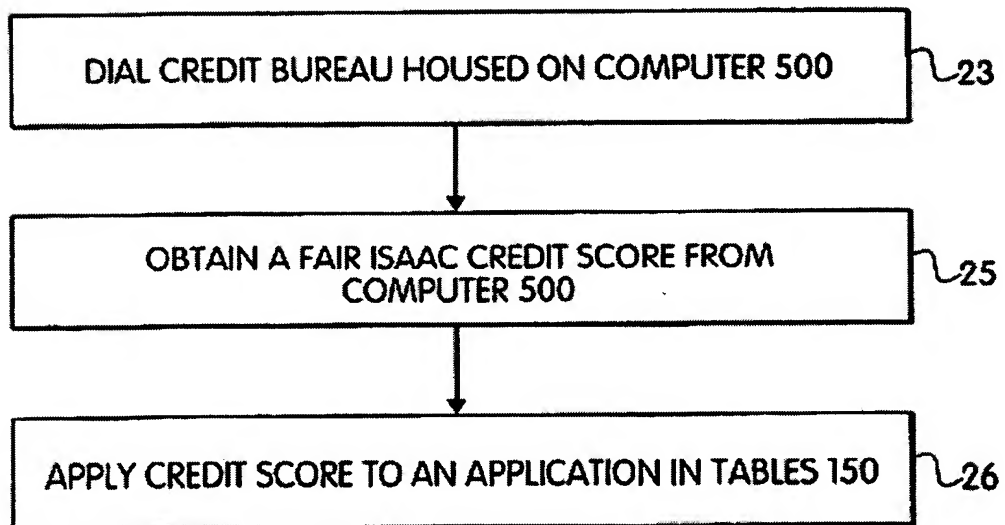 DIAL CREDIT BUREAU HOUSED ON COMPUTER 500
23
OBTAIN A FAIR ISAAC CREDIT SCORE FROM
COMPUTER 500
25
APPLY CREDIT SCORE TO AN APPLICATION IN TABLES 150
26